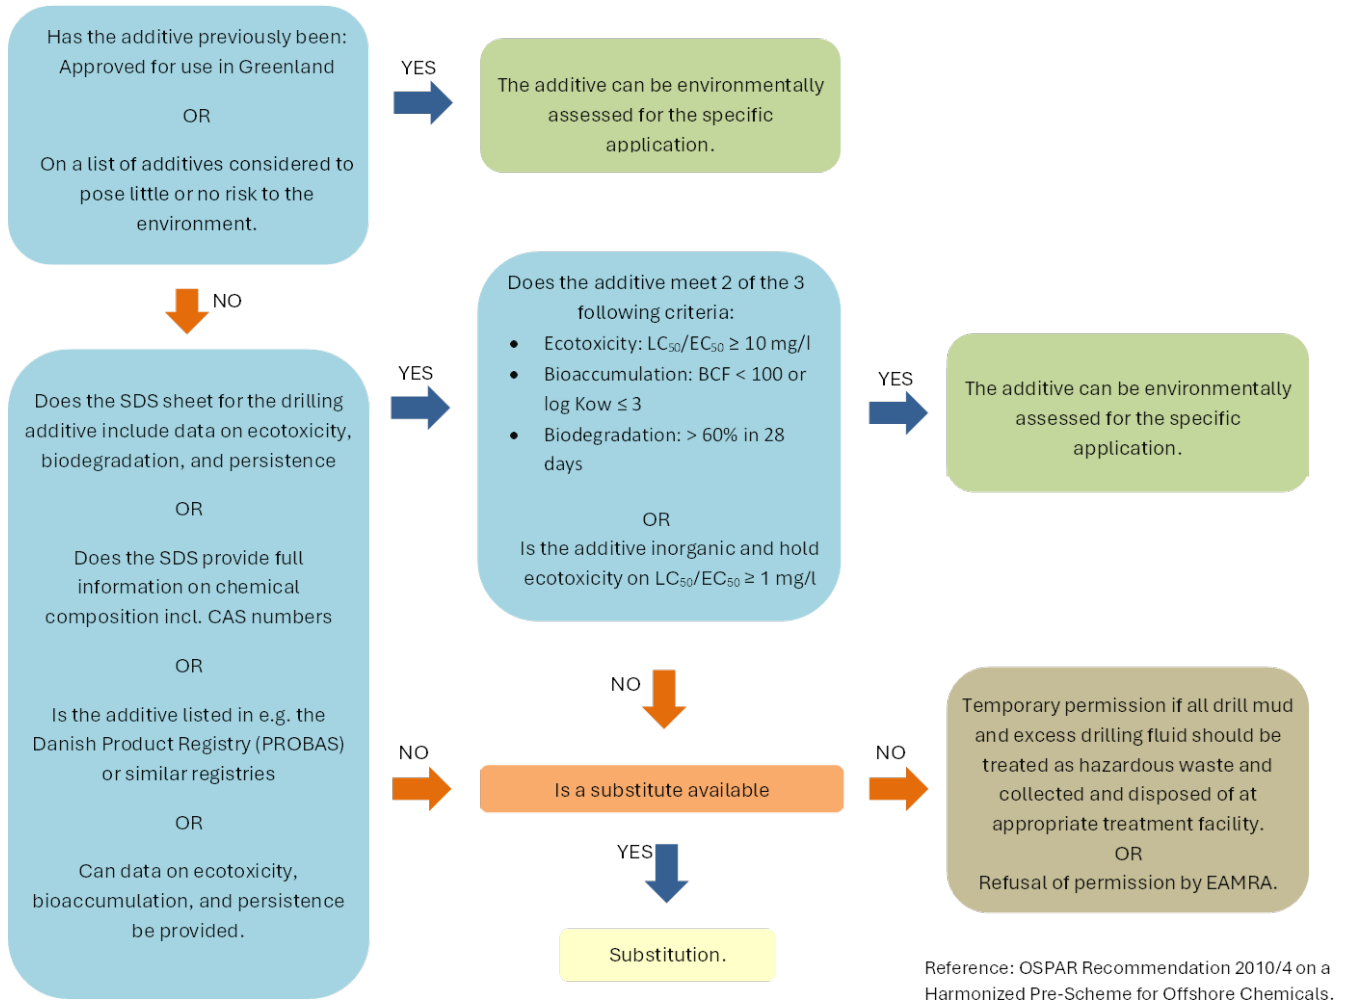 Has the additive previously been:
Approved for use in Greenland
OR
On a list of additives considered to
pose little or no risk to the
environment.
YES
The additive can be environmentally
assessed for the specific
application.
NO
Does the SDS sheet for the drilling
additive include data on ecotoxicity,
biodegradation, and persistence
OR
Does the SDS provide full
information on chemical
composition incl. CAS numbers
OR
Is the additive listed in e.g. the
Danish Product Registry (PROBAS)
or similar registries
OR
Can data on ecotoxicity,
bioaccumulation, and persistence
be provided.
YES
Does the additive meet 2 of the 3
following criteria:
• Ecotoxicity: LC₅₀/EC₅₀ ≥ 10 mg/l
• Bioaccumulation: BCF < 100 or
log Kow ≤ 3
• Biodegradation: > 60% in 28
days
OR
Is the additive inorganic and hold
ecotoxicity on LC₅₀/EC₅₀ ≥ 1 mg/l
YES
The additive can be environmentally
assessed for the specific
application.
NO
NO
Is a substitute available
NO
Temporary permission if all drill mud
and excess drilling fluid should be
treated as hazardous waste and
collected and disposed of at
appropriate treatment facility.
OR
Refusal of permission by EAMRA.
YES
Substitution.
Reference: OSPAR Recommendation 2010/4 on a
Harmonized Pre-Scheme for Offshore Chemicals.